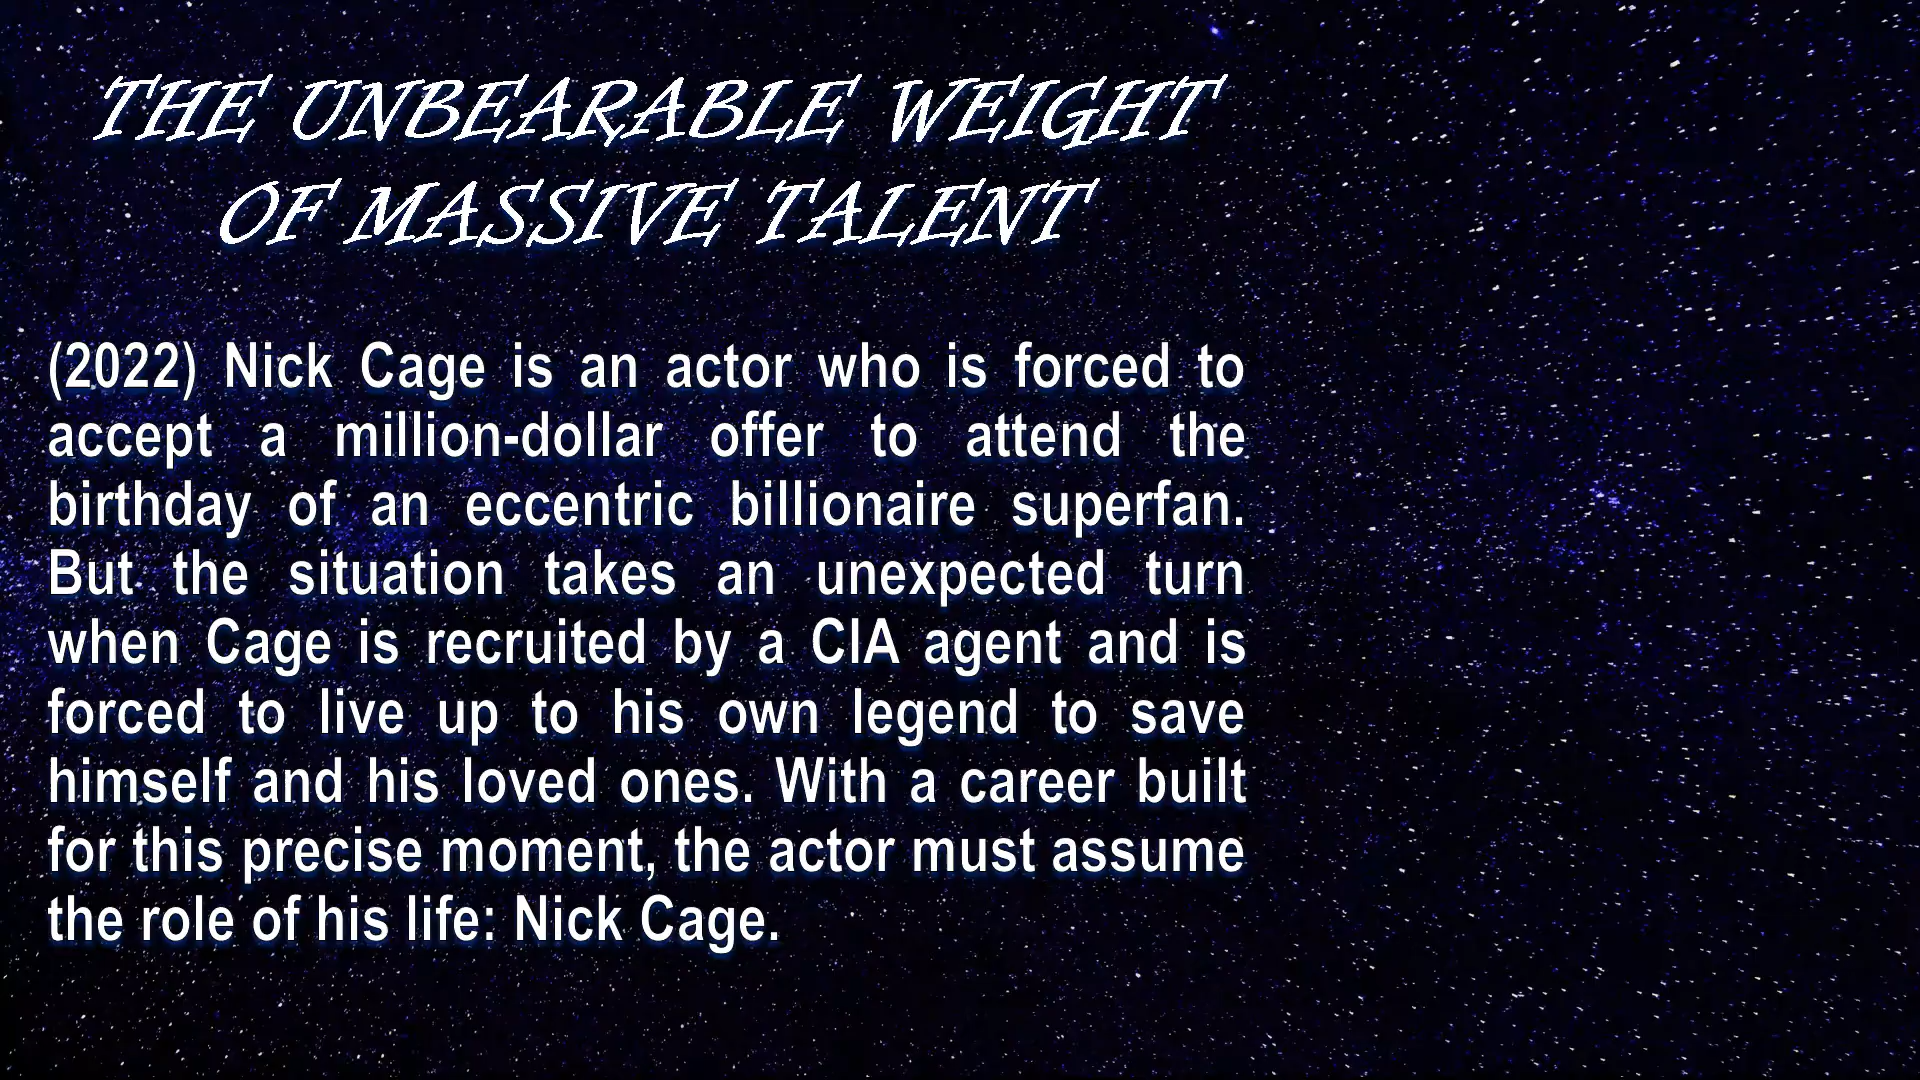 THE UNBEARABLE WEIGHT
OF MASSIVE TALENT
(2022) Nick Cage is an actor who is forced to
accept a million-dollar offer to attend the
birthday of an eccentric billionaire superfan.
But the situation takes an unexpected turn
when Cage is recruited by a CIA agent and is
forced to live up to his own legend to save
himself and his loved ones. With a career built
for this precise moment, the actor must assume
the role of his life: Nick Cage.